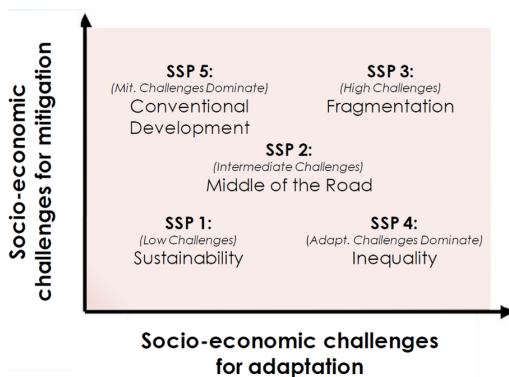 Socio-economic
challenges for mitigation
SSP 5:
(Mit. Challenges Dominate)
Conventional
Development
SSP 3:
(High Challenges)
Fragmentation
SSP 2:
(Intermediate Challenges)
Middle of the Road
SSP 1:
(Low Challenges)
Sustainability
SSP 4:
(Adapt. Challenges Dominate)
Inequality
Socio-economic challenges
for adaptation